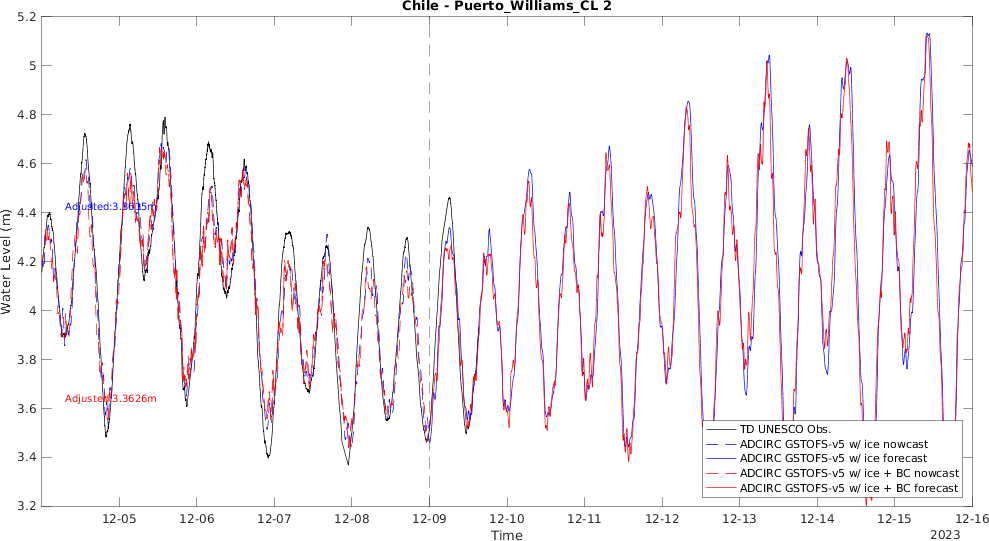 Chile - Puerto_Williams_CL 2
5.2
5
4.8
4.6
4.4
4.2
4
3.8
3.6
3.4
3.2
Water Level (m)
Adjusted:3.3615m
Adjusted:3.3626m
TD UNESCO Obs.
ADCIRC GSTOFS-v5 w/ ice nowcast
ADCIRC GSTOFS-v5 w/ ice forecast
ADCIRC GSTOFS-v5 w/ ice + BC nowcast
ADCIRC GSTOFS-v5 w/ ice + BC forecast
12-05 12-06 12-07 12-08 12-09 12-10 12-11 12-12 12-13 12-14 12-15 12-16
Time
2023